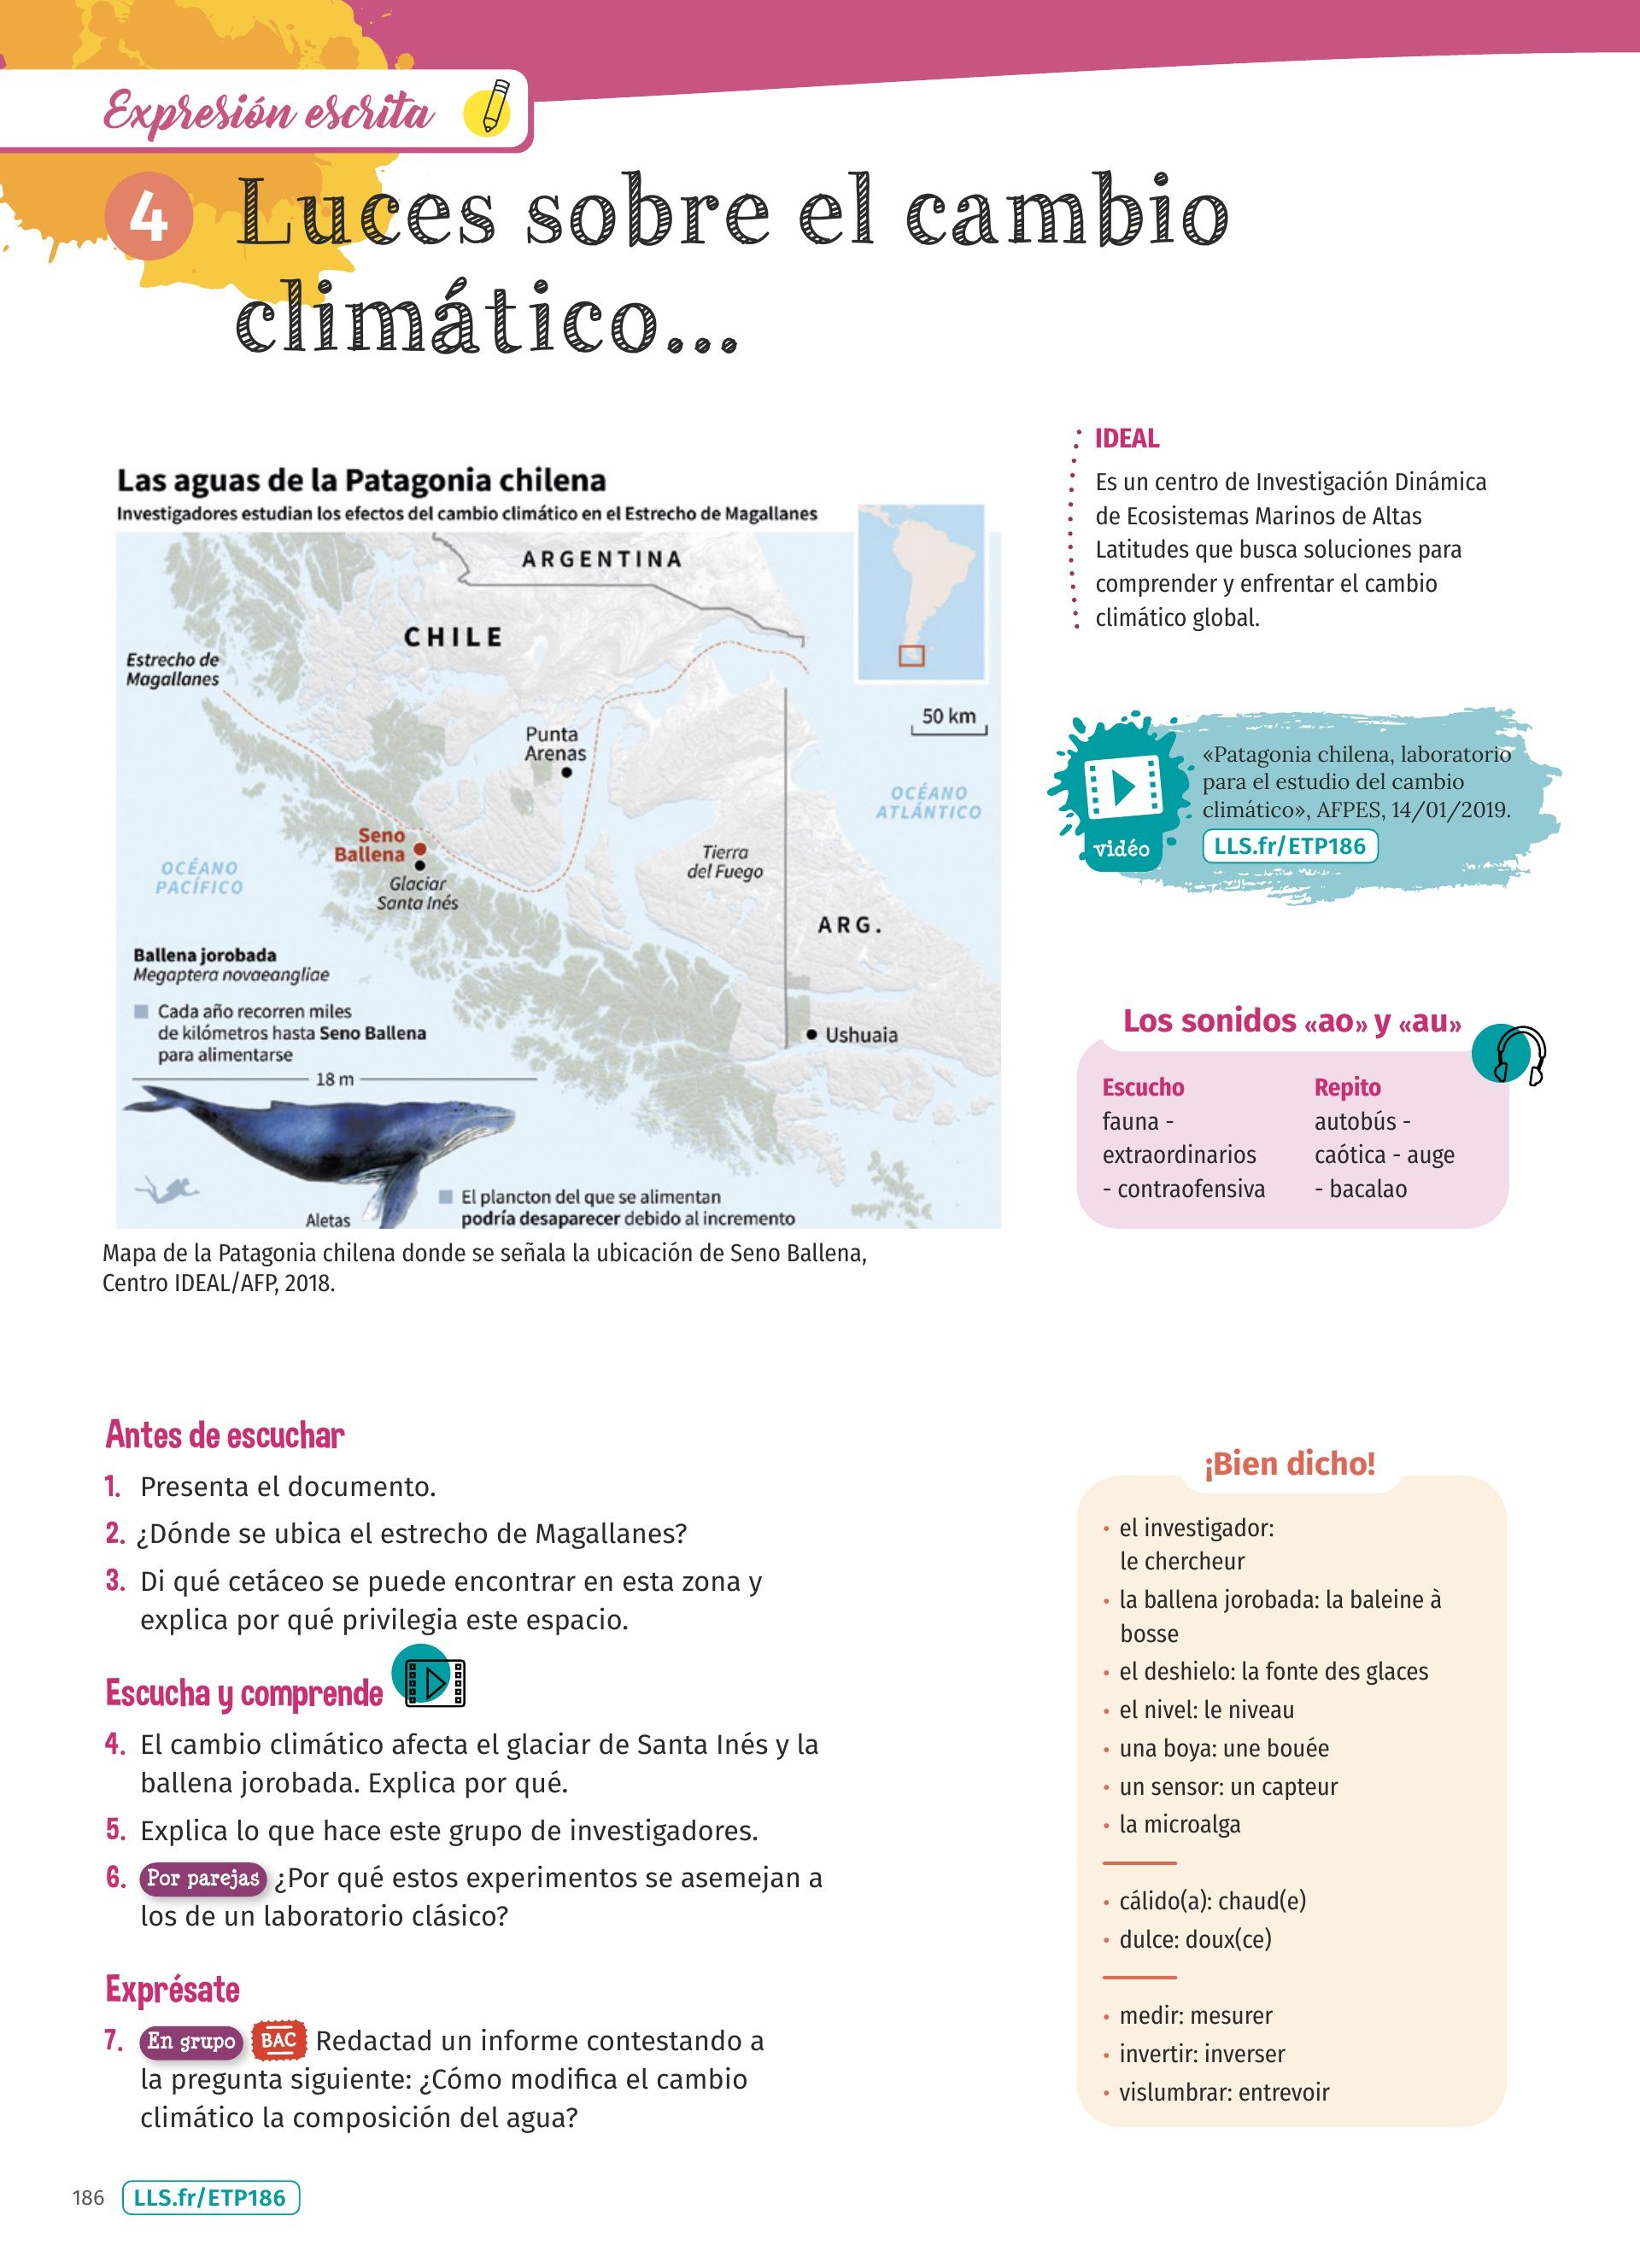 Expresión escrita
4
Luces sobre el cambio
climático...
Las aguas de la Patagonia chilena
Investigadores estudian los efectos del cambio climático en el Estrecho de Magallanes
ARGENTINA
CHILE
Estrecho de
Magallanes
50 km
Punta
Arenas
OCÉANO
ATLÁNTICO
Seno
Ballena
OCÉANO
PACÍFICO
Glaciar
Santa Inés
Tierra
del Fuego
ARG.
Ballena jorobada
Megaptera novaeangliae
Cada año recorren miles
de kilómetros hasta Seno Ballena
para alimentarse
Ushuaia
18 m
El plancton del que se alimentan
podría desaparecer debido al incremento
Aletas
Mapa de la Patagonia chilena donde se señala la ubicación de Seno Ballena,
Centro IDEAL/AFP, 2018.
IDEAL
Es un centro de Investigación Dinámica
de Ecosistemas Marinos de Altas
Latitudes que busca soluciones para
comprender y enfrentar el cambio
climático global.
«Patagonia chilena, laboratorio
para el estudio del cambio
climático», AFPES, 14/01/2019.
LLS.fr/ETP186
vidéo
Los sonidos «ao» y «au»
Escucho
fauna -
extraordinarios
- contraofensiva
Repito
autobús -
caótica - auge
- bacalao
Antes de escuchar
1. Presenta el documento.
2. ¿Dónde se ubica el estrecho de Magallanes?
3. Di qué cetáceo se puede encontrar en esta zona y
explica por qué privilegia este espacio.
Escucha y comprende
4. El cambio climático afecta el glaciar de Santa Inés y la
ballena jorobada. Explica por qué.
5. Explica lo que hace este grupo de investigadores.
6. Por parejas ¿Por qué estos experimentos se asemejan a
los de un laboratorio clásico?
Exprésate
7. En grupo BAC Redactad un informe contestando a
la pregunta siguiente: ¿Cómo modifica el cambio
climático la composición del agua?
¡Bien dicho!
• el investigador:
le chercheur
• la ballena jorobada: la baleine à
bosse
• el deshielo: la fonte des glaces
• el nivel: le niveau
• una boya: une bouée
• un sensor: un capteur
• la microalga
• cálido(a): chaud(e)
• dulce: doux(ce)
• medir: mesurer
• invertir: inverser
• vislumbrar: entrevoir
186 LLS.fr/ETP186